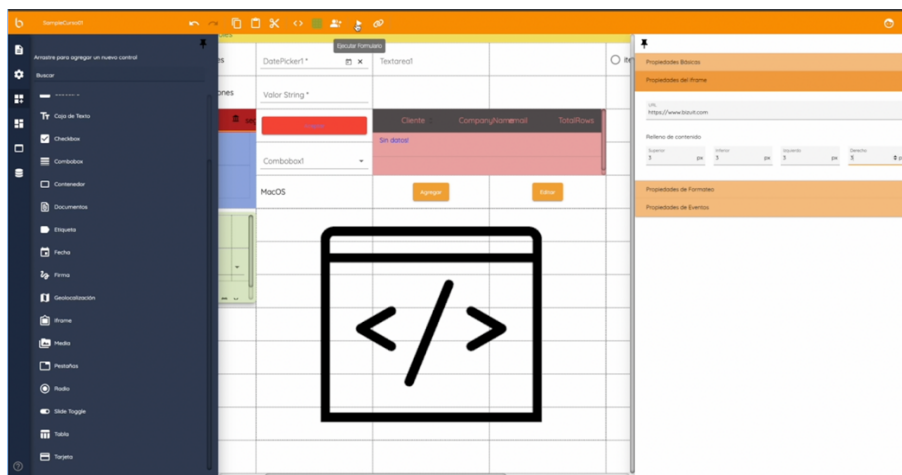 SampleCurso01
Ejecutar Formulario
Arrastre para agregar un nuevo control
Buscar
Caja de Texto
Checkbox
Combobox
Contenedor
Documentos
Etiqueta
Fecha
Firma
Geolocalización
Iframe
Media
Pestañas
Radio
Slide Toggle
Tabla
Tarjeta
DatePicker1 *
Textarea1
Valor String *
Cliente
CompanyName
email
TotalRows
Sin datos!
Combobox1
MacOS
Agregar
Editar
Propiedades Básicas
Propiedades del Iframe
URL
https://www.bizuit.com
Relleno de contenido
Superior
Inferior
Izquierdo
Derecho
3 px
3 px
3 px
3
Propiedades de Formateo
Propiedades de Eventos